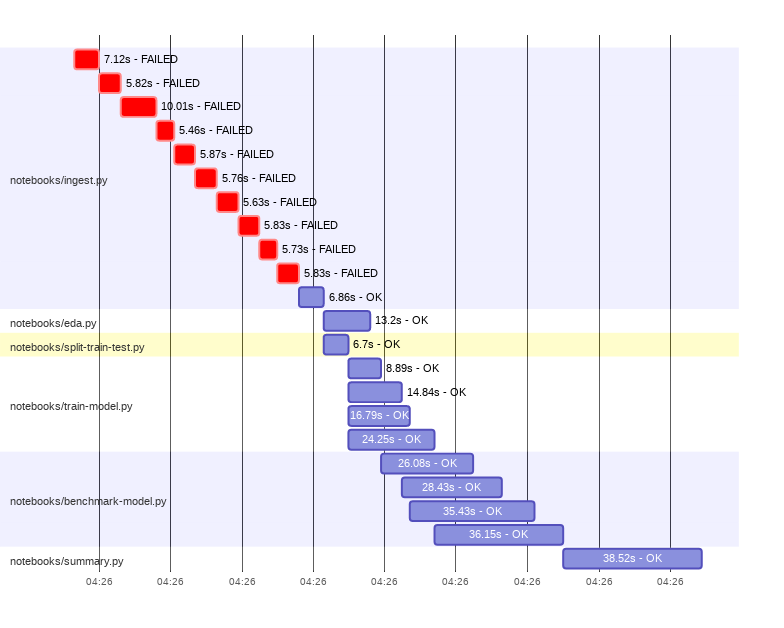 7.12s - FAILED
5.82s - FAILED
10.01s - FAILED
5.46s - FAILED
5.87s - FAILED
notebooks/ingest.py
5.76s - FAILED
5.63s - FAILED
5.83s - FAILED
5.73s - FAILED
5.83s - FAILED
6.86s - OK
notebooks/eda.py
13.2s - OK
notebooks/split-train-test.py
6.7s - OK
8.89s - OK
14.84s - OK
notebooks/train-model.py
16.79s - OK
24.25s - OK
26.08s - OK
28.43s - OK
notebooks/benchmark-model.py
35.43s - OK
36.15s - OK
notebooks/summary.py
38.52s - OK
04:26 04:26 04:26 04:26 04:26 04:26 04:26 04:26 04:26